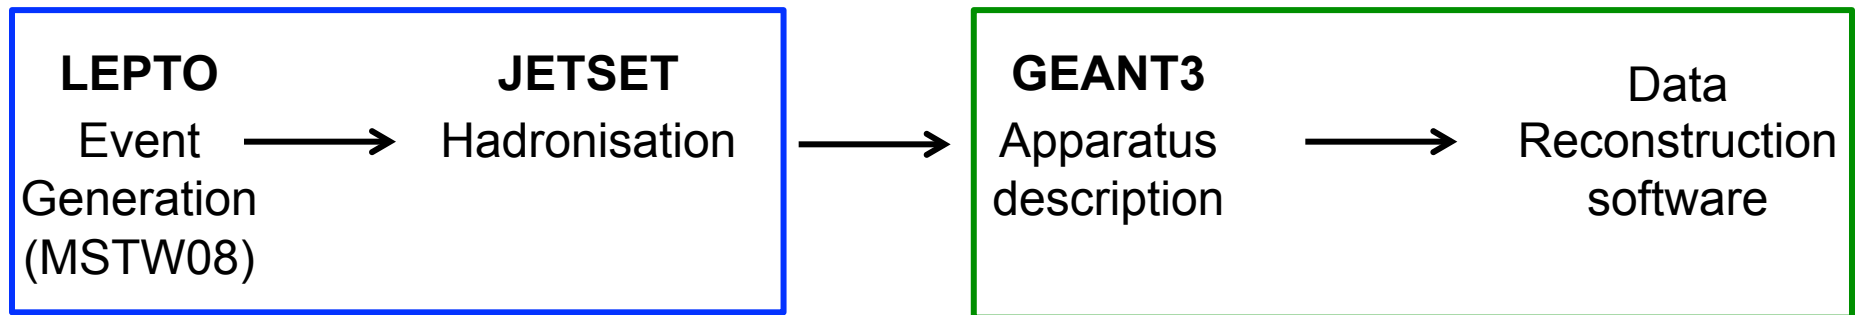 LEPTO
Event
Generation
(MSTW08)
JETSET
Hadronisation
GEANT3
Apparatus
description
Data
Reconstruction
software